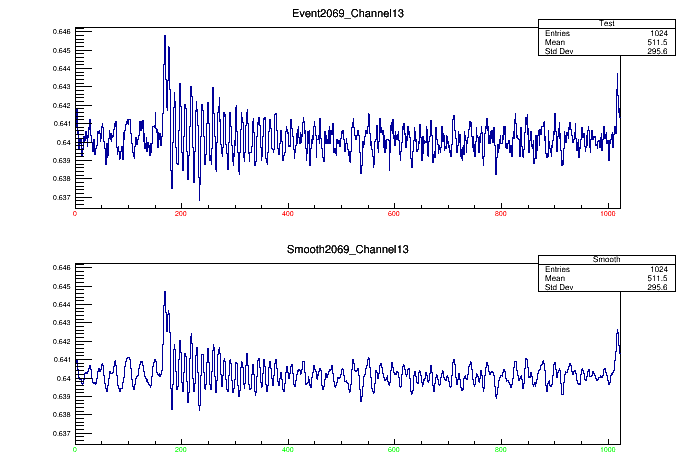 Event2069_Channel13
Test
Entries 1024
Mean 511.5
Std Dev 295.6
0.646
0.645
0.644
0.643
0.642
0.641
0.64
0.639
0.638
0.637
0 200 400 600 800 1000
Smooth2069_Channel13
Smooth
Entries 1024
Mean 511.5
Std Dev 295.6
0.646
0.645
0.644
0.643
0.642
0.641
0.64
0.639
0.638
0.637
0 200 400 600 800 1000